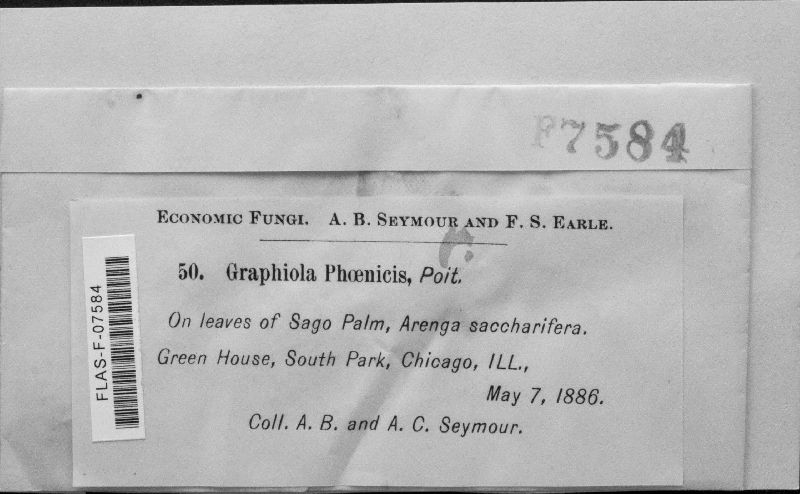 F7584
ECONOMIC FUNGI. A. B. SEYMOUR AND F. S. EARLE.
50. Graphiola Phœnicis, Poit.
On leaves of Sago Palm, Arenga saccharifera.
Green House, South Park, Chicago, ILL.,
May 7, 1886.
Coll. A. B. and A. C. Seymour.
FLAS-F-07584